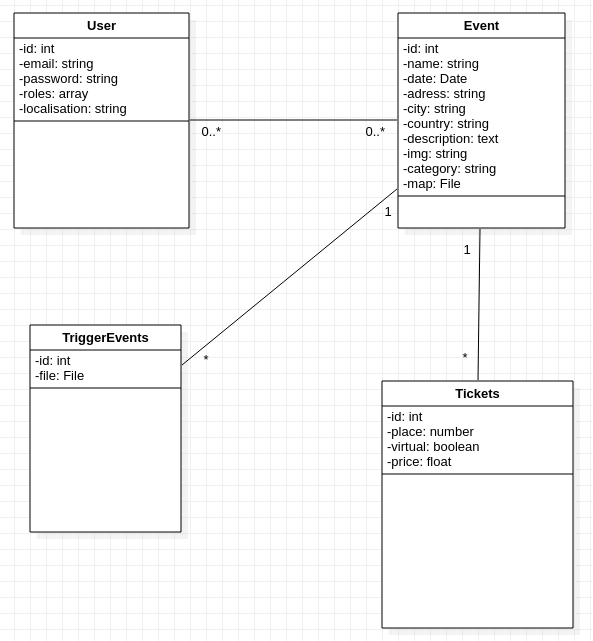 User
-id: int
-email: string
-password: string
-roles: array
-localisation: string
Event
-id: int
-name: string
-date: Date
-adress: string
-city: string
-country: string
-description: text
-img: string
-category: string
-map: File
0..*
0..*
1
1
*
*
TriggerEvents
-id: int
-file: File
Tickets
-id: int
-place: number
-virtual: boolean
-price: float